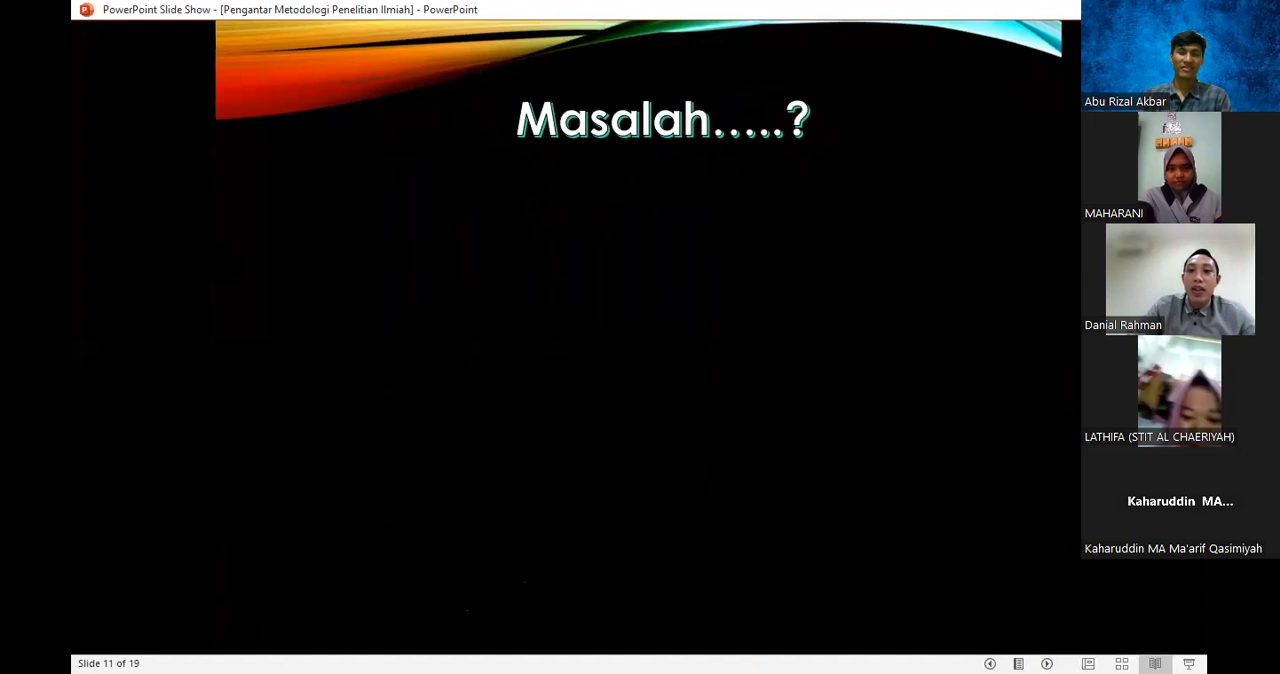 PowerPoint Slide Show - [Pengantar Metodologi Penelitian Ilmiah] - PowerPoint
Masalah.....?
Abu Rizal Akbar
MAHARANI
Danial Rahman
LATHIFA (STIT AL CHAERIYAH)
Kaharuddin MA...
Kaharuddin MA Ma'arif Qasimiyah
Slide 11 of 19